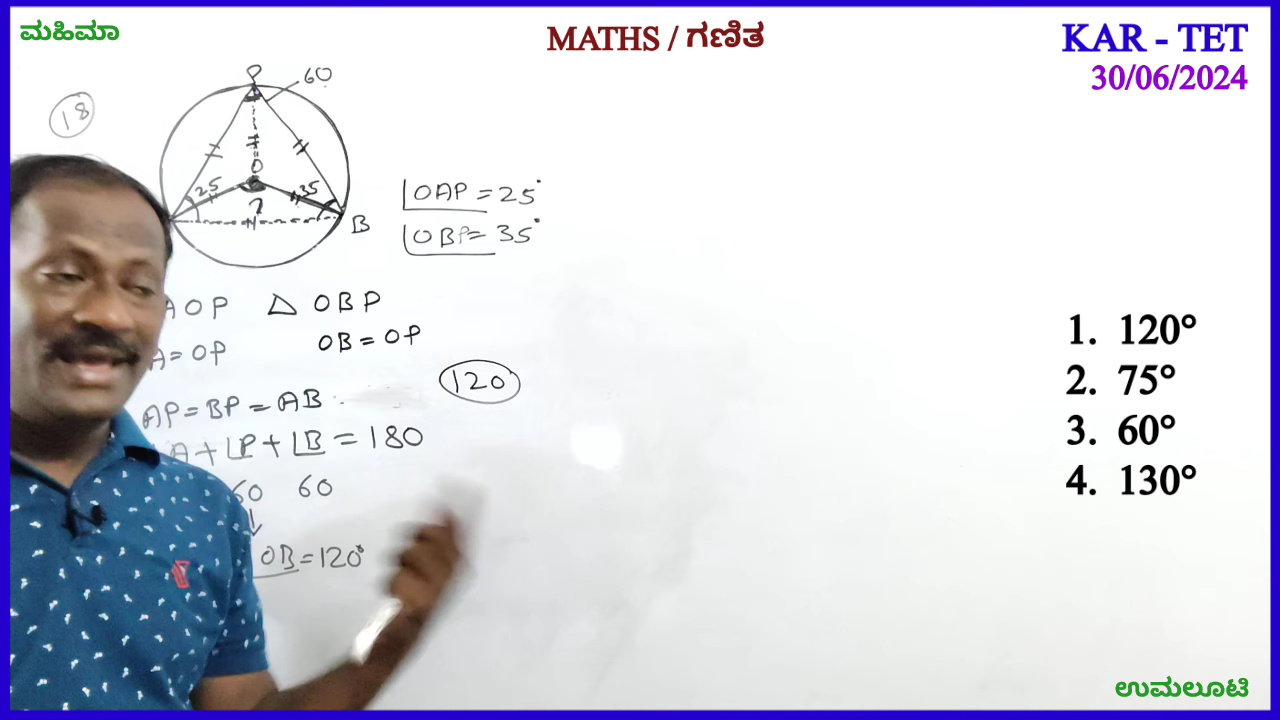 ಮಹಿಮಾ
MATHS / ಗಣಿತ
KAR - TET
30/06/2024
18
P
60
O
25
35
?
B
∠OAP = 25°
∠OBP = 35°
AOP △ OBP
A = OP OB = OP
AP = BP = AB
120
A + ∠P + ∠B = 180
60 60
OB = 120°
1. 120°
2. 75°
3. 60°
4. 130°
ಉಮಲೂಟಿ